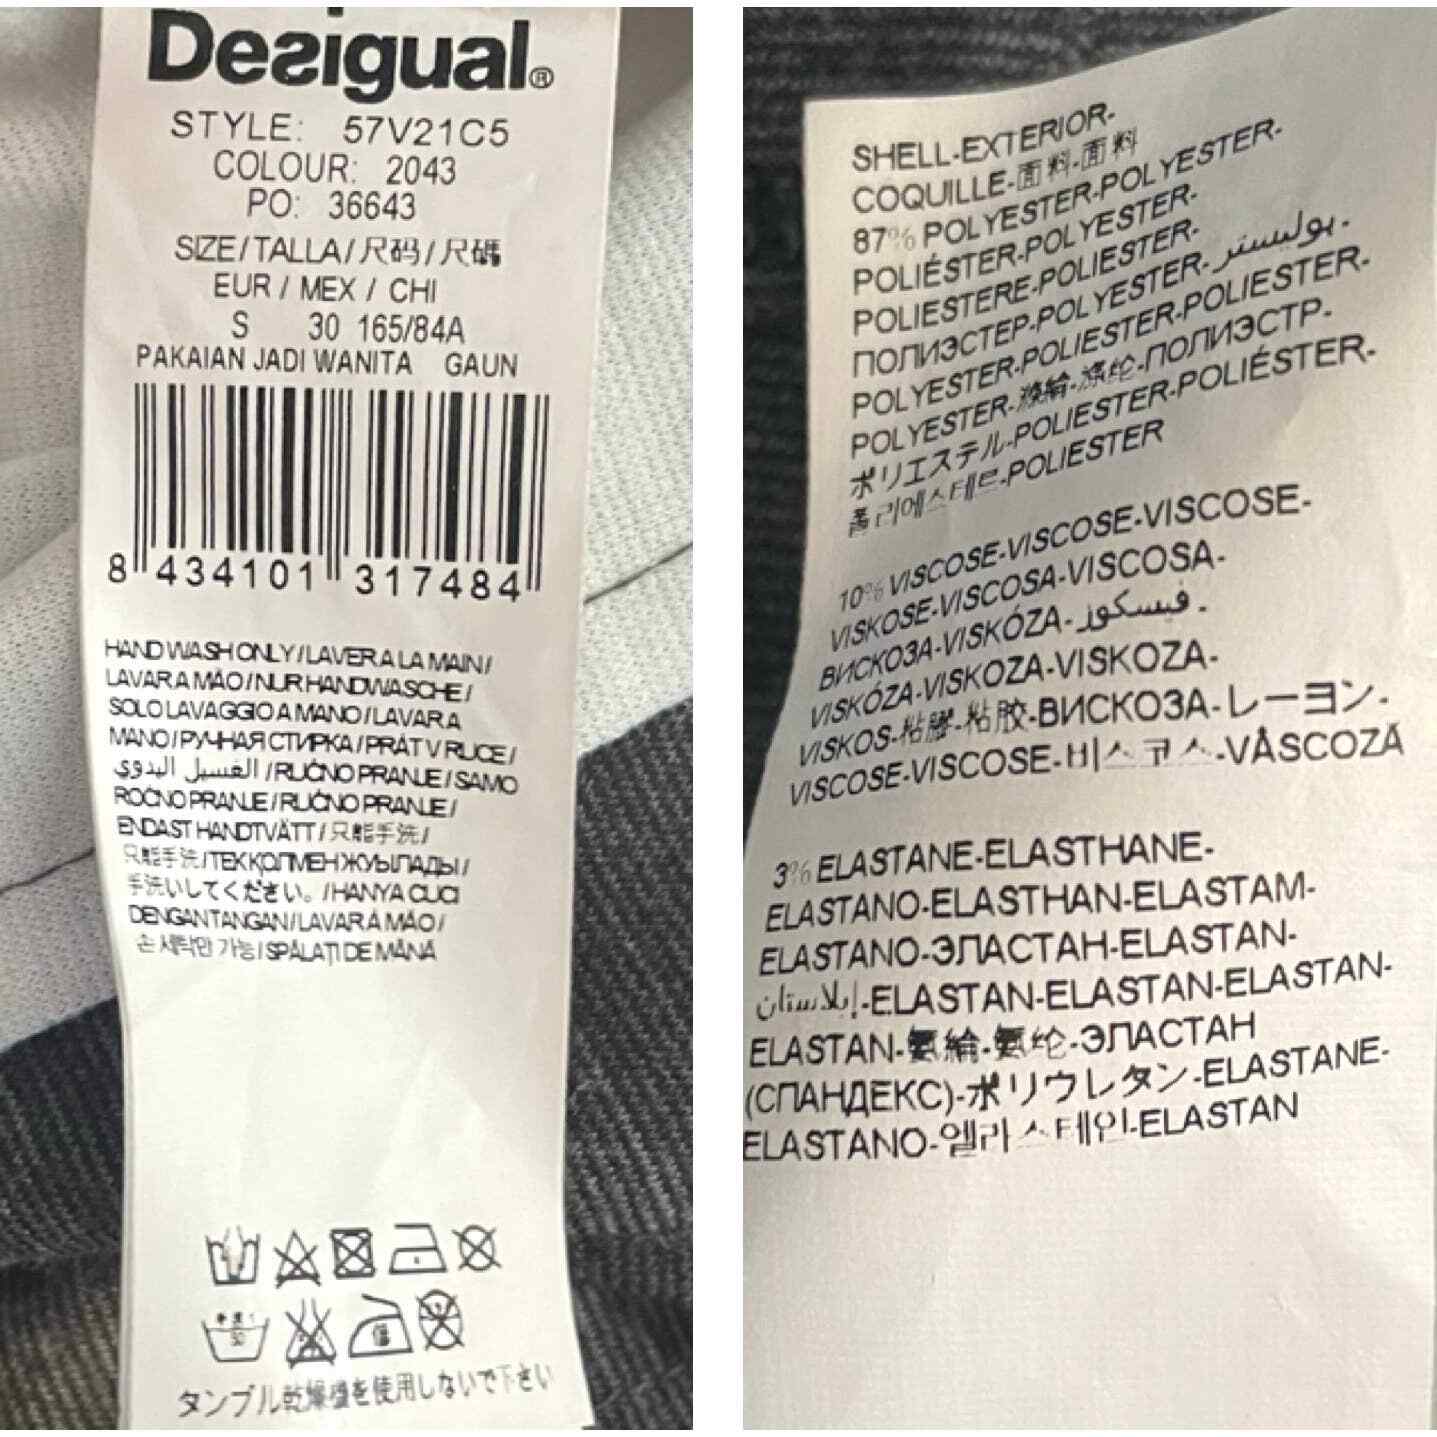 Desigual®
STYLE: 57V21C5
COLOUR: 2043
PO: 36643
SIZE/TALLA/尺码/尺碼
EUR / MEX / CHI
S 30 165/84A
PAKAIAN JADI WANITA GAUN
8 434101 317484
HAND WASH ONLY/LAVER A LA MAIN/
LAVAR A MÃO/NUR HANDWÄSCHE/
SOLO LAVAGGIO A MANO/LAVAR A
MANO/РУЧНАЯ СТИРКА/PRÁT V RUCE/
الغسيل اليدوي/RUČNO PRANJE/SAMO
ROČNO PRANJE/RUČNO PRANJE/
ENDAST HANDTVÄTT/只能手洗/
只能手洗/ТЕК ҚОЛМЕН ЖУЫЛАДЫ/
手洗いしてください。/HANYA CUCI
DENGAN TANGAN/LAVAR À MÃO/
손 세탁만 가능/SPĂLAȚI DE MÂNĂ
タンブル乾燥機を使用しないで下さい
SHELL-EXTERIOR-
COQUILLE-面料-面料
87% POLYESTER-POLYESTER-
POLIÉSTER-POLYESTER-
POLIESTERE-POLIESTER-
ПОЛИЭСТЕР-POLYESTER-بوليستر.
POLYESTER-POLIESTER-POLIESTER-
POLYESTER-滌綸-涤纶-ПОЛИЭСТР-
ポリエステル-POLIESTER-POLIÉSTER-
폴리에스테르-POLIESTER
10% VISCOSE-VISCOSE-VISCOSE-
VISKOSE-VISCOSA-VISCOSA-
ВИСКОЗА-VISKÓZA-فيسكوز.
VISKÓZA-VISKOZA-VISKOZA-
VISKOS-粘膠-粘胶-ВИСКОЗА-レーヨン-
VISCOSE-VISCOSE-비스코스-VÂSCOZĂ
3% ELASTANE-ELASTHANE-
ELASTANO-ELASTHAN-ELASTAM-
ELASTANO-ЭЛАСТАН-ELASTAN-
إيلاستان-ELASTAN-ELASTAN-ELASTAN-
ELASTAN-氨綸-氨纶-ЭЛАСТАН
(СПАНДЕКС)-ポリウレタン-ELASTANE-
ELASTANO-엘라스테인-ELASTAN